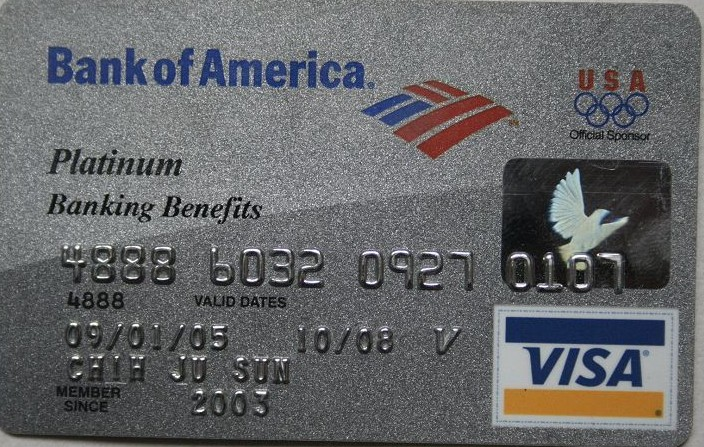 Bank of America
USA
Official Sponsor
Platinum
Banking Benefits
4888 6032 0927 0107
4888 VALID DATES
09/01/05 10/08 V
CHIH JU SUN
MEMBER
SINCE 2003
VISA